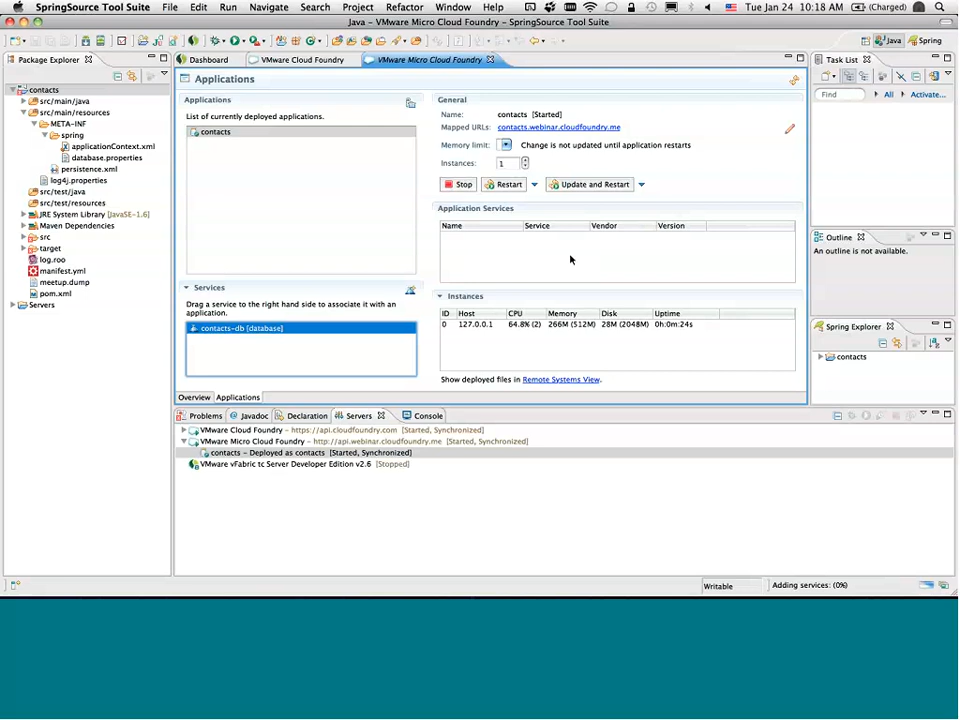 SpringSource Tool Suite File Edit Navigate Search Project Refactor Run Window Help (Charged) Tue Jan 24 10:18 AM
Java – VMware Micro Cloud Foundry – SpringSource Tool Suite
Java Spring
Package Explorer
contacts
src/main/java
src/main/resources
META-INF
spring
applicationContext.xml
database.properties
persistence.xml
log4j.properties
src/test/java
src/test/resources
JRE System Library [JavaSE-1.6]
Maven Dependencies
src
target
log.roo
manifest.yml
meetup.dump
pom.xml
Servers
Dashboard VMware Cloud Foundry VMware Micro Cloud Foundry
Applications
Applications
List of currently deployed applications.
contacts
Services
Drag a service to the right hand side to associate it with an
application.
contacts-db [database]
General
Name: contacts [Started]
Mapped URLs: contacts.webinar.cloudfoundry.me
Memory limit: Change is not updated until application restarts
Instances: 1
Stop Restart Update and Restart
Application Services
Name Service Vendor Version
Instances
ID Host CPU Memory Disk Uptime
0 127.0.0.1 64.8% (2) 266M (512M) 28M (2048M) 0h:0m:24s
Show deployed files in Remote Systems View.
Overview Applications
Task List
Find All Activate...
Outline
An outline is not available.
Spring Explorer
contacts
Problems Javadoc Declaration Servers Console
VMware Cloud Foundry – https://api.cloudfoundry.com [Started, Synchronized]
VMware Micro Cloud Foundry – http://api.webinar.cloudfoundry.me [Started, Synchronized]
contacts – Deployed as contacts [Started, Synchronized]
VMware vFabric tc Server Developer Edition v2.6 [Stopped]
Writable Adding services: (0%)